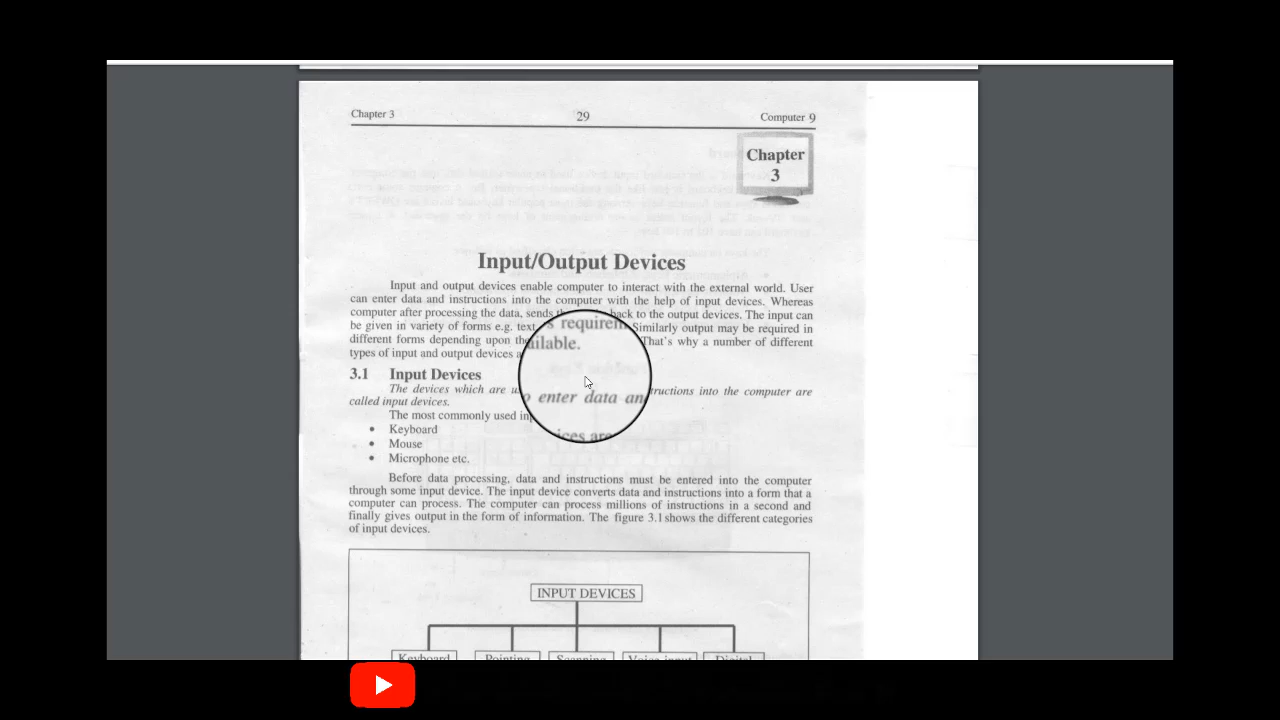 Chapter 3 29 Computer 9
Chapter
3
Input/Output Devices
Input and output devices enable computer to interact with the external world. User
can enter data and instructions into the computer with the help of input devices. Whereas
computer after processing the data, sends back to the output devices. The input can
be given in variety of forms e.g. text s requirem Similarly output may be required in
different forms depending upon the ailable. That's why a number of different
types of input and output devices a
3.1 Input Devices
The devices which are u o enter data an tructions into the computer are
called input devices.
The most commonly used in ices are
• Keyboard
• Mouse
• Microphone etc.
Before data processing, data and instructions must be entered into the computer
through some input device. The input device converts data and instructions into a form that a
computer can process. The computer can process millions of instructions in a second and
finally gives output in the form of information. The figure 3.1 shows the different categories
of input devices.
INPUT DEVICES
Keyboard Pointing Scanning Voice input Digital